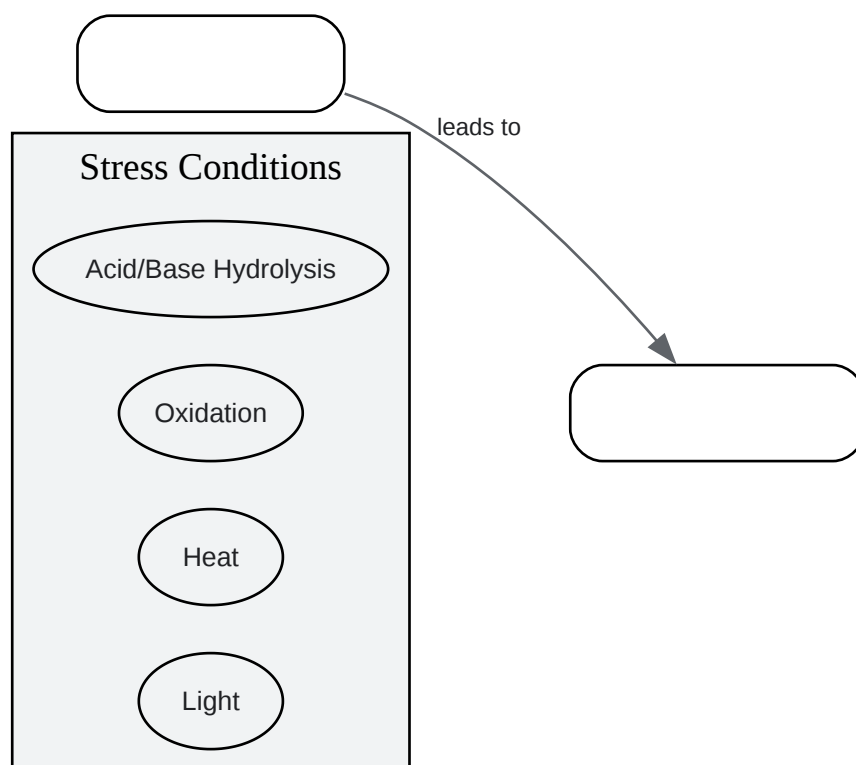 leads to
Stress Conditions
Acid/Base Hydrolysis
Oxidation
Heat
Light